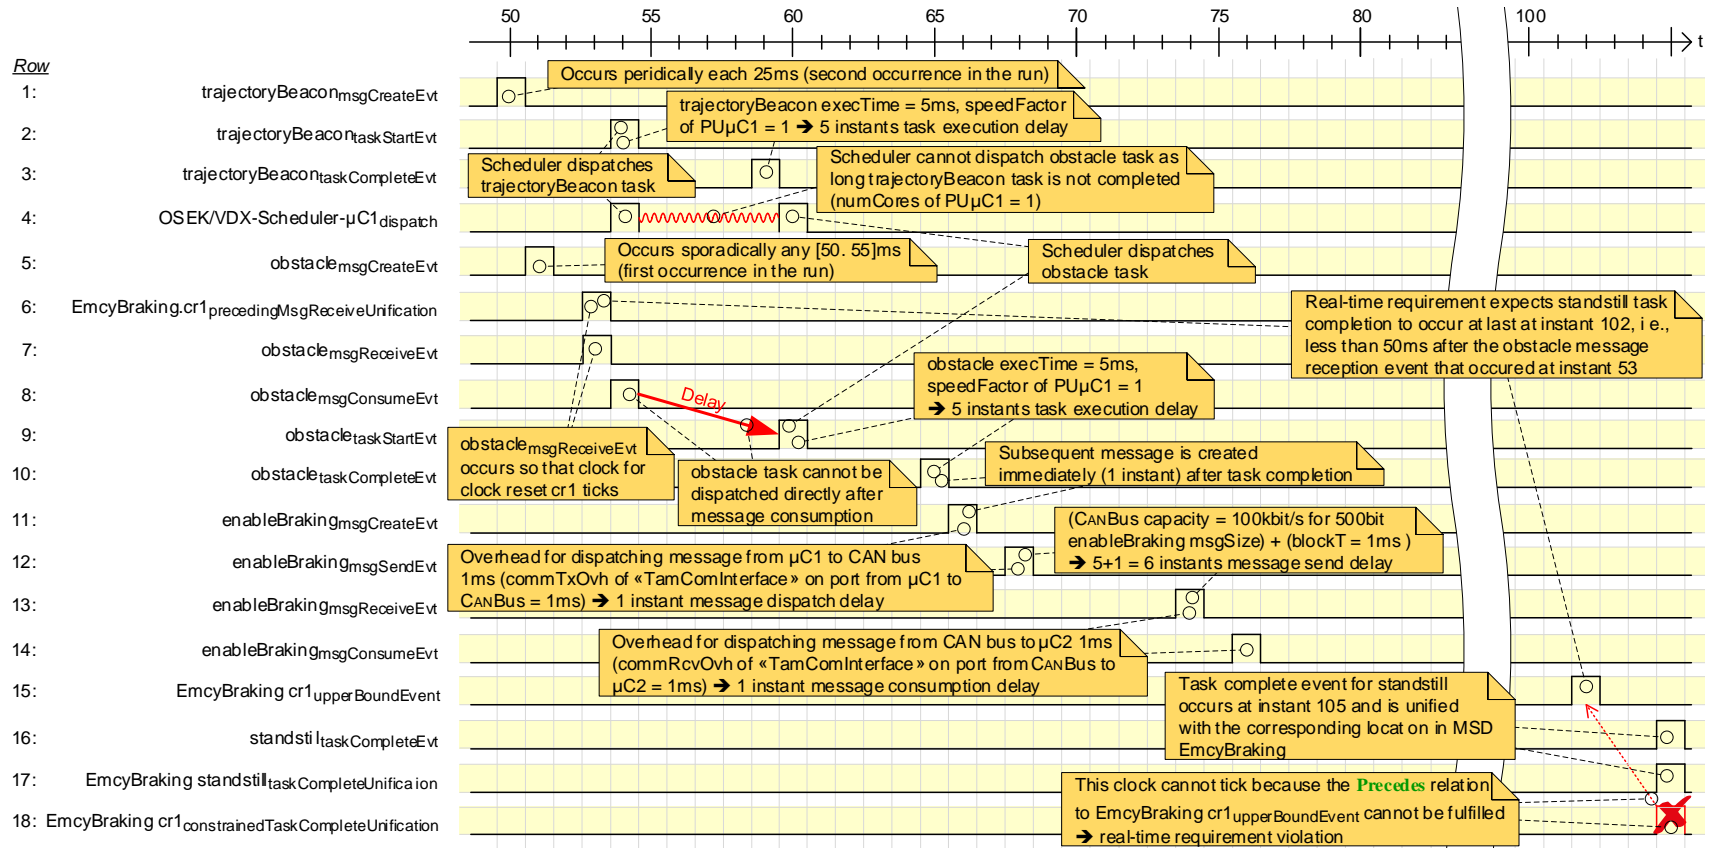 50 55 60 65 70 75 80 100
t
Row
1: trajectoryBeacon msgCreateEvt
Occurs peridically each 25ms (second occurrence in the run)
2: trajectoryBeacon taskStartEvt
trajectoryBeacon execTime = 5ms, speedFactor
of PUµC1 = 1 ➔ 5 instants task execution delay
3: trajectoryBeacon taskCompleteEvt
Scheduler dispatches
trajectoryBeacon task
Scheduler cannot dispatch obstacle task as
long trajectoryBeacon task is not completed
(numCores of PUµC1 = 1)
4: OSEK/VDX-Scheduler-µC1 dispatch
5: obstacle msgCreateEvt
Occurs sporadically any [50. 55]ms
(first occurrence in the run)
Scheduler dispatches
obstacle task
6: EmcyBraking.cr1 precedingMsgReceiveUnification
Real-time requirement expects standstill task
completion to occur at last at instant 102, i e.,
less than 50ms after the obstacle message
reception event that occured at instant 53
7: obstacle msgReceiveEvt
8: obstacle msgConsumeEvt
Delay
obstacle execTime = 5ms,
speedFactor of PUµC1 = 1
➔ 5 instants task execution delay
9: obstacle taskStartEvt
obstacle msgReceiveEvt
occurs so that clock for
clock reset cr1 ticks
10: obstacle taskCompleteEvt
obstacle task cannot be
dispatched directly after
message consumption
Subsequent message is created
immediately (1 instant) after task completion
11: enableBraking msgCreateEvt
(CANBus capacity = 100kbit/s for 500bit
enableBraking msgSize) + (blockT = 1ms )
➔ 5+1 = 6 instants message send delay
12: enableBraking msgSendEvt
Overhead for dispatching message from µC1 to CAN bus
1ms (commTxOvh of «TamComInterface» on port from µC1 to
CANBus = 1ms) ➔ 1 instant message dispatch delay
13: enableBraking msgReceiveEvt
14: enableBraking msgConsumeEvt
Overhead for dispatching message from CAN bus to µC2 1ms
(commRcvOvh of «TamComInterface» on port from CANBus to
µC2 = 1ms) ➔ 1 instant message consumption delay
15: EmcyBraking cr1 upperBoundEvent
Task complete event for standstill
occurs at instant 105 and is unified
with the corresponding location in MSD
EmcyBraking
16: standstil taskCompleteEvt
17: EmcyBraking standstill taskCompleteUnifica ion
This clock cannot tick because the Precedes relation
to EmcyBraking cr1 upperBoundEvent cannot be fulfilled
➔ real-time requirement violation
18: EmcyBraking cr1 constrainedTaskCompleteUnification